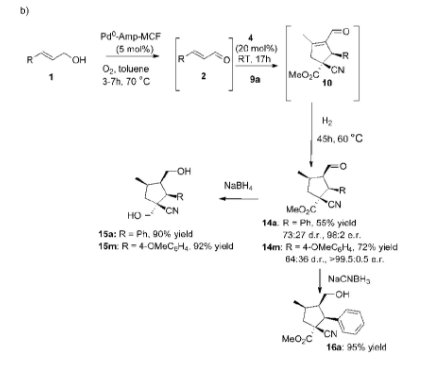 b)
Pd⁰-Amp-MCF
(5 mol%)
O₂, toluene
3-7h, 70 °C
R
OH
1
R
O
2
4
(20 mol%)
RT, 17h
9a
O
R
MeO₂C
CN
10
H₂
45h, 60 °C
O
R
CN
MeO₂C
14a. R = Ph, 55% yield
73:27 d.r., 98:2 e.r.
14m: R = 4-OMeC₆H₄, 72% yield
64:36 d.r., >99.5:0.5 e.r.
NaBH₄
OH
R
CN
HO
15a: R = Ph, 90% yield
15m: R = 4-OMeC₆H₄. 92% yield
NaCNBH₃
OH
MeO₂C
CN
16a: 95% yield